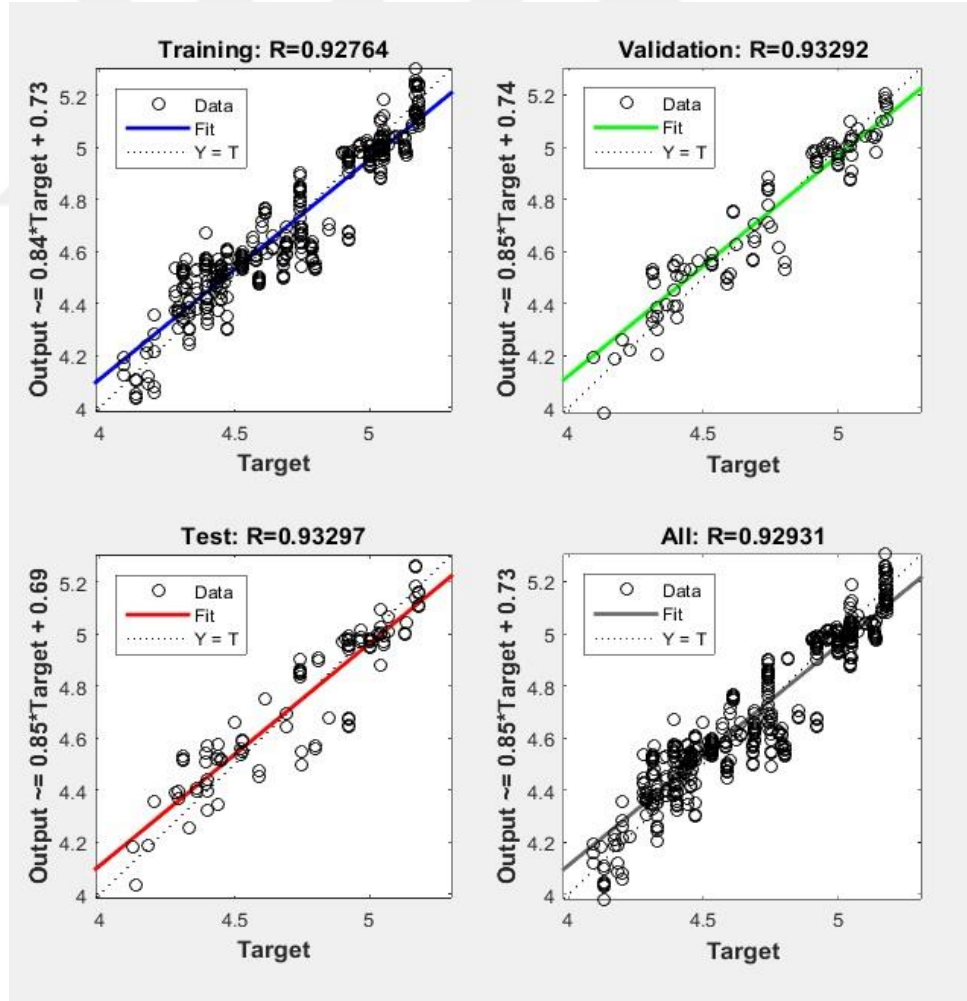 Training: R=0.92764
Output ~= 0.84*Target + 0.73
5.2
5
4.8
4.6
4.4
4.2
4
Data
Fit
Y = T
4
4.5
5
Target
Validation: R=0.93292
Output ~= 0.85*Target + 0.74
5.2
5
4.8
4.6
4.4
4.2
4
Data
Fit
Y = T
4
4.5
5
Target
Test: R=0.93297
Output ~= 0.85*Target + 0.69
5.2
5
4.8
4.6
4.4
4.2
4
Data
Fit
Y = T
4
4.5
5
Target
All: R=0.92931
Output ~= 0.85*Target + 0.73
5.2
5
4.8
4.6
4.4
4.2
4
Data
Fit
Y = T
4
4.5
5
Target